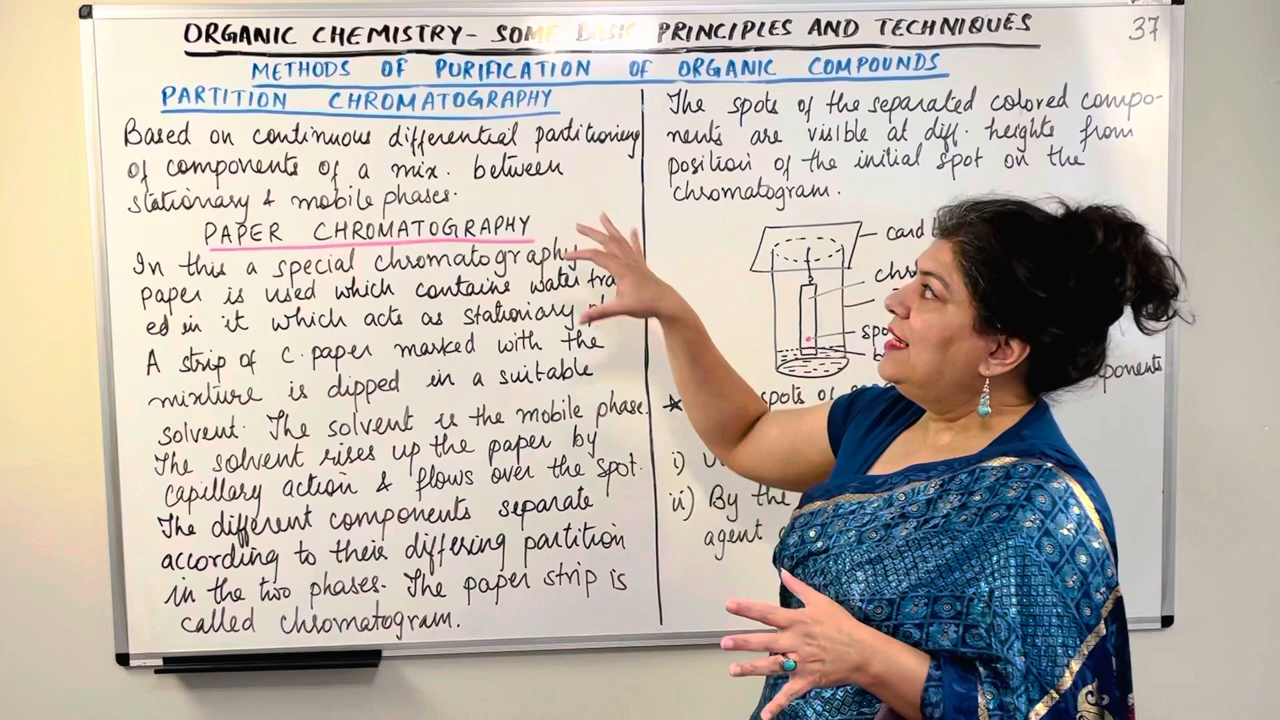 ORGANIC CHEMISTRY - SOME BASIC PRINCIPLES AND TECHNIQUES
37
METHODS OF PURIFICATION OF ORGANIC COMPOUNDS
PARTITION CHROMATOGRAPHY
Based on continuous differential partitioning
of components of a mix. between
stationary & mobile phases.
PAPER CHROMATOGRAPHY
In this a special chromatography
paper is used which contains water tra
ed in it which acts as stationary
A strip of C. paper marked with the
mixture is dipped in a suitable
solvent. The solvent is the mobile phase.
The solvent rises up the paper by
capillary action & flows over the spot.
The different components separate
according to their differing partition
in the two phases. The paper strip is
called chromatogram.
The spots of the separated colored compo-
nents are visible at diff. heights from
position of the initial spot on the
chromatogram.
card
chr
spo
ponents
* spots of
i)
ii) By the
agent